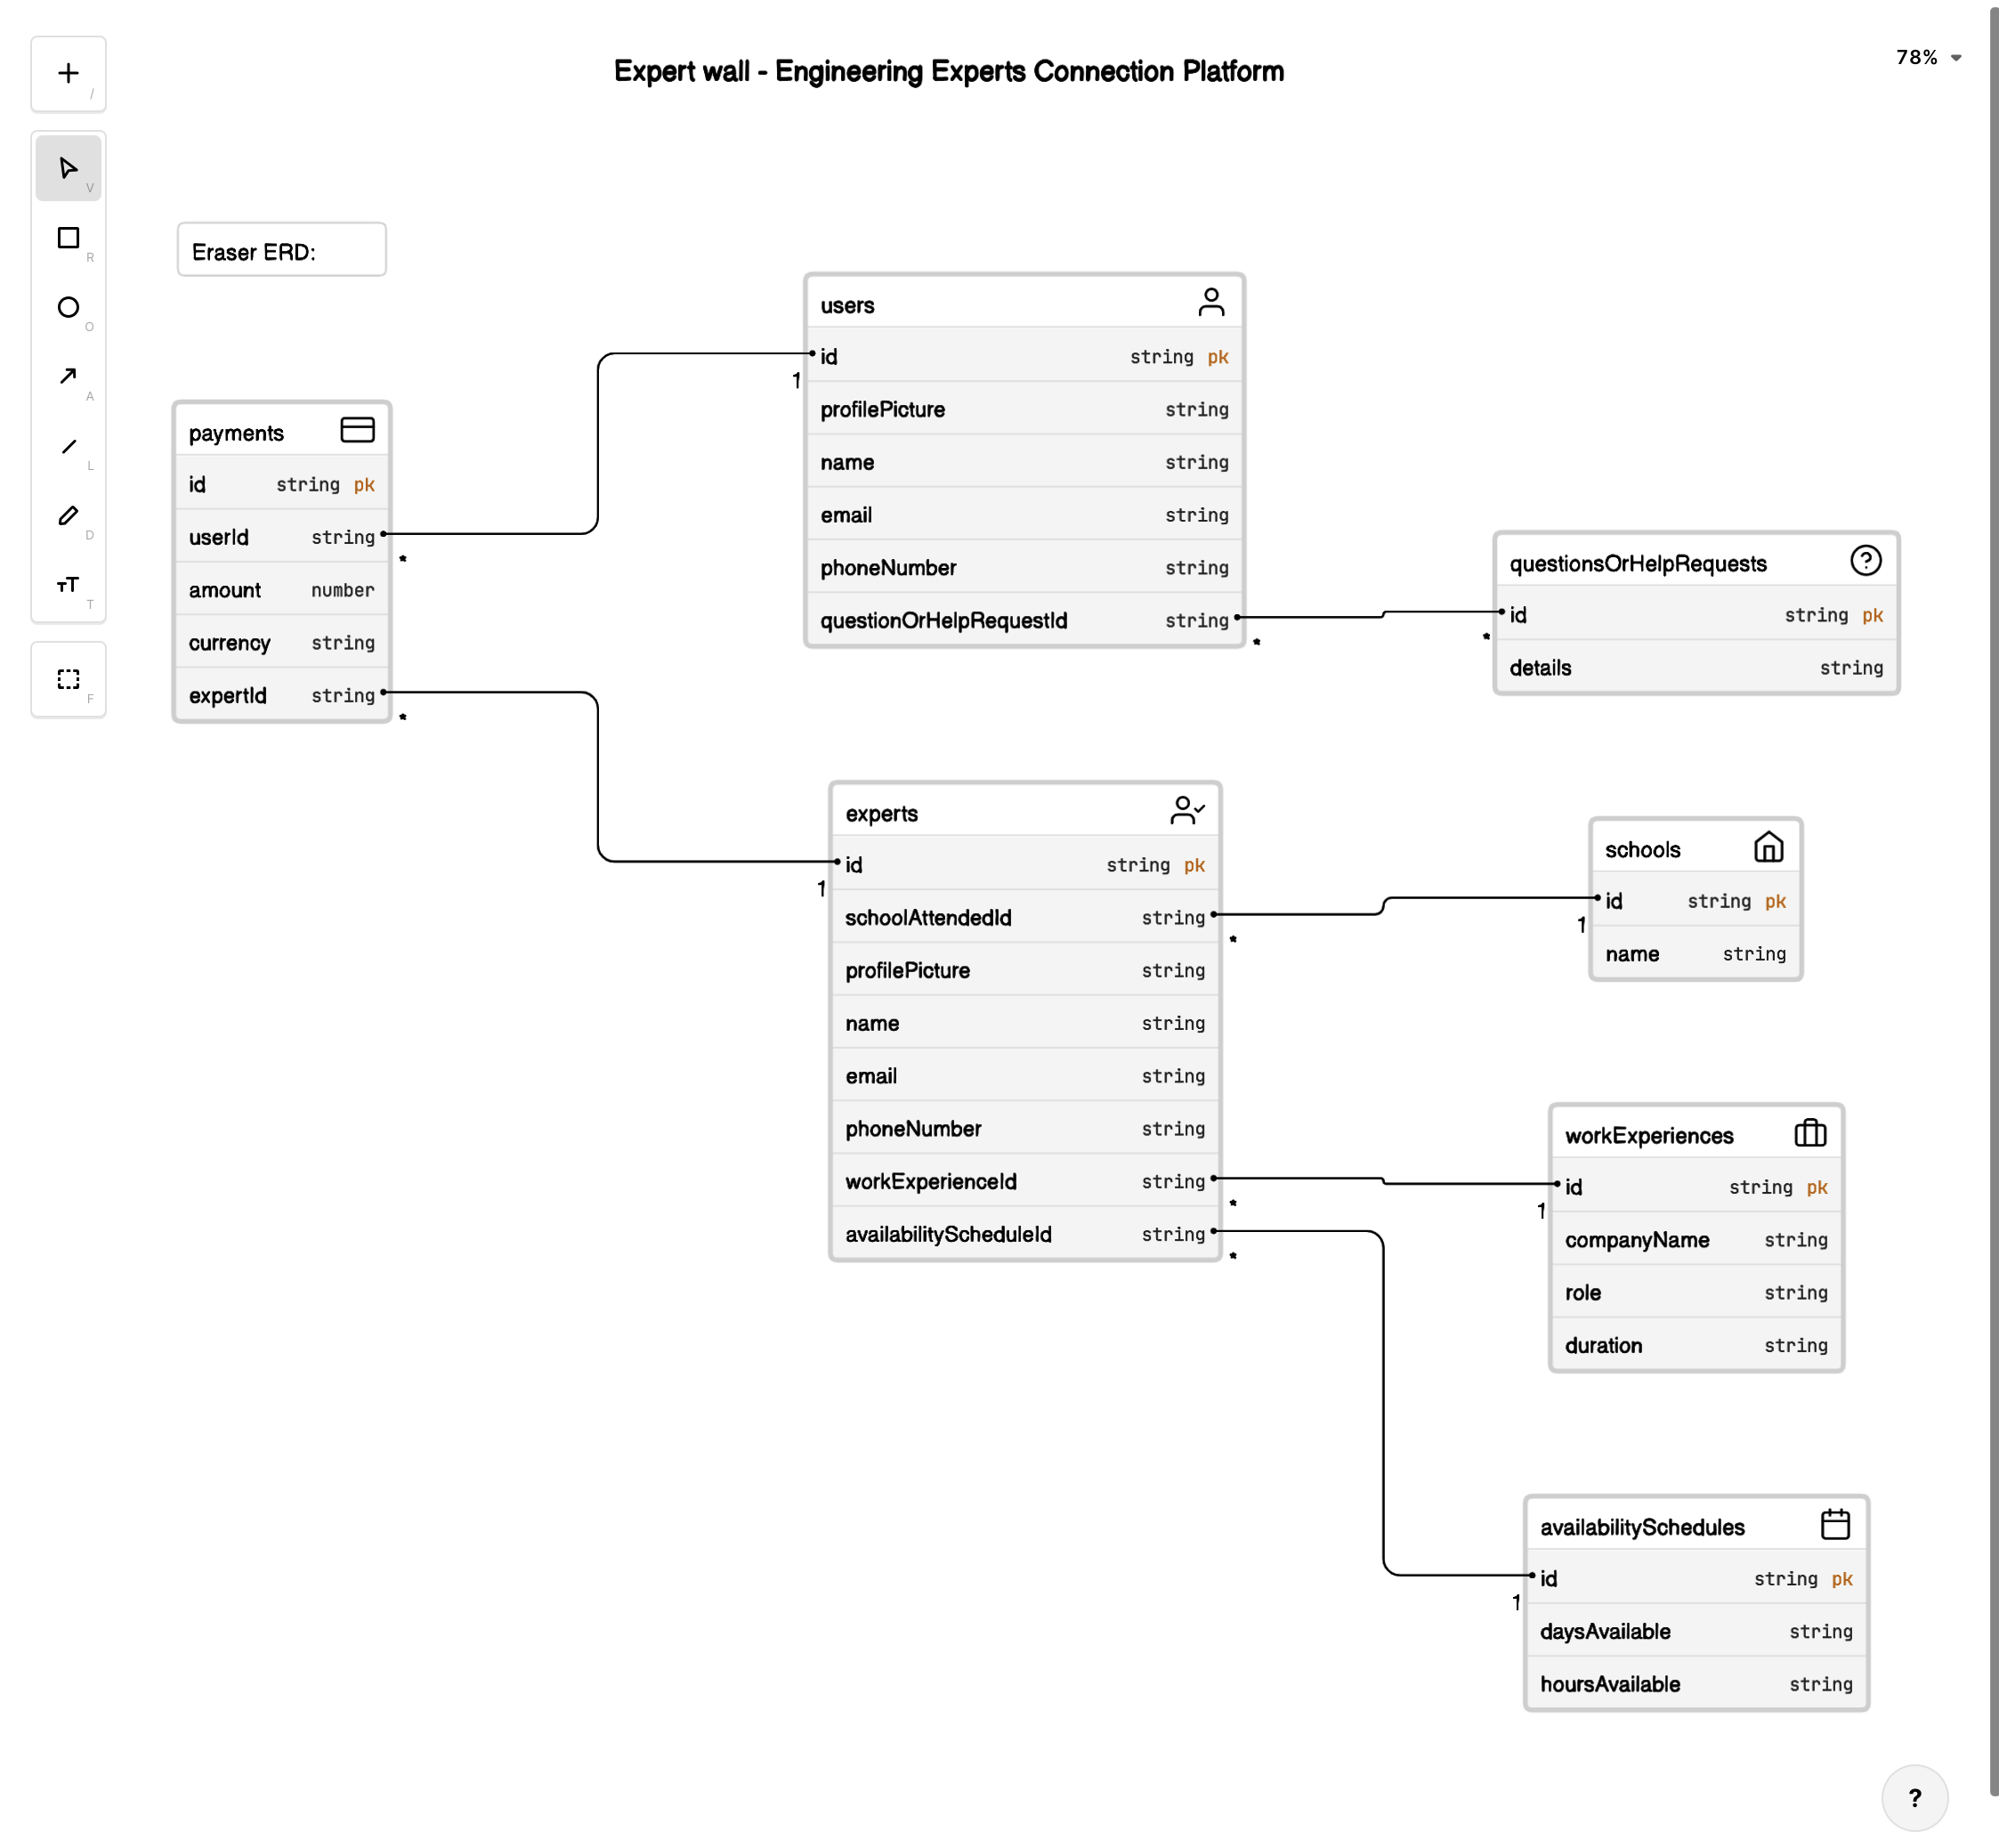 Expert wall - Engineering Experts Connection Platform
78%
/
V
R
O
A
L
D
T
F
Eraser ERD:
payments
id string pk
userId string
amount number
currency string
expertId string
*
*
users
id string pk
profilePicture string
name string
email string
phoneNumber string
questionOrHelpRequestId string
1
*
questionsOrHelpRequests
id string pk
details string
*
experts
id string pk
schoolAttendedId string
profilePicture string
name string
email string
phoneNumber string
workExperienceId string
availabilityScheduleId string
1
*
*
*
schools
id string pk
name string
1
workExperiences
id string pk
companyName string
role string
duration string
1
availabilitySchedules
id string pk
daysAvailable string
hoursAvailable string
1
?